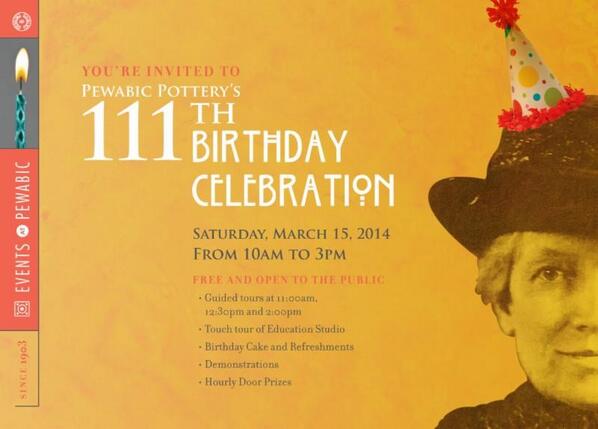 YOU'RE INVITED TO
PEWABIC POTTERY'S
111TH
BIRTHDAY
CELEBRATION
SATURDAY, MARCH 15, 2014
FROM 10AM TO 3PM
FREE AND OPEN TO THE PUBLIC
• Guided tours at 11:00am,
12:30pm and 2:00pm
• Touch tour of Education Studio
• Birthday Cake and Refreshments
• Demonstrations
• Hourly Door Prizes
EVENTS AT PEWABIC
SINCE 1903